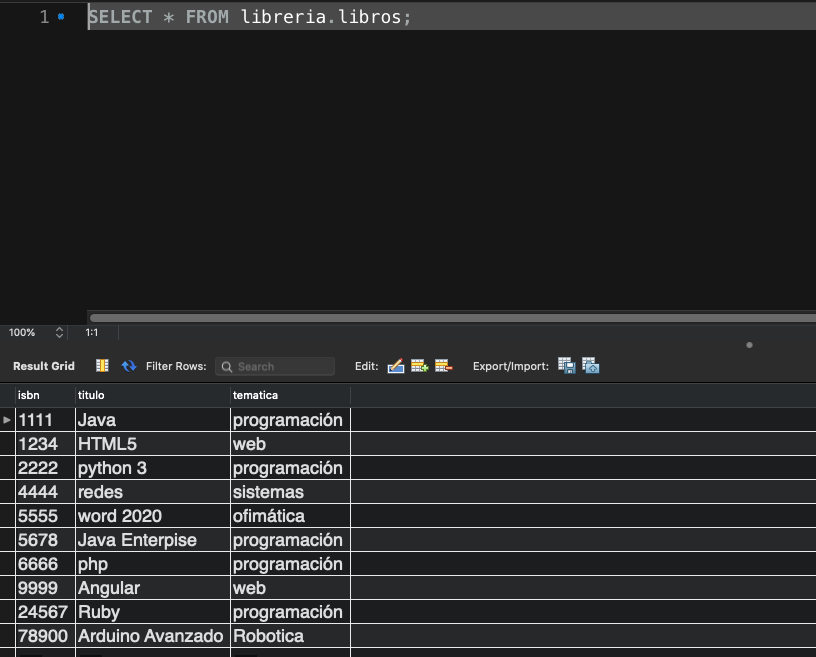 1 SELECT * FROM libreria.libros;
100% 1:1
Result Grid Filter Rows: Search Edit: Export/Import:
isbn titulo tematica
1111 Java programación
1234 HTML5 web
2222 python 3 programación
4444 redes sistemas
5555 word 2020 ofimática
5678 Java Enterpise programación
6666 php programación
9999 Angular web
24567 Ruby programación
78900 Arduino Avanzado Robotica